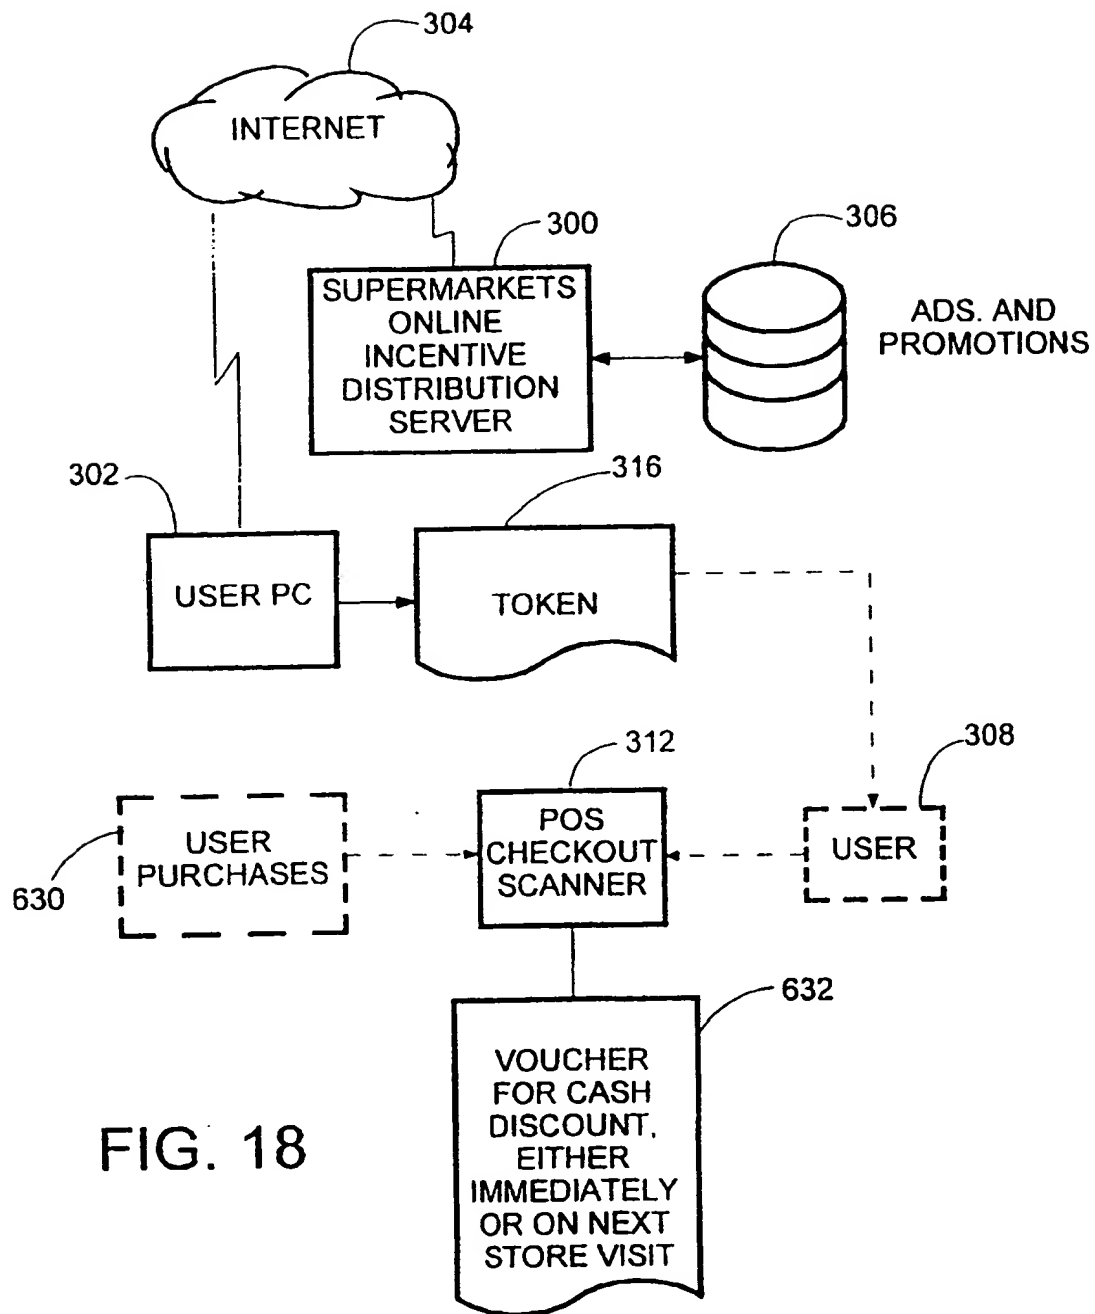 304
INTERNET
300
306
SUPERMARKETS
ONLINE
INCENTIVE
DISTRIBUTION
SERVER
ADS. AND
PROMOTIONS
302
316
USER PC
TOKEN
312
308
USER
PURCHASES
POS
CHECKOUT
SCANNER
USER
630
632
VOUCHER
FOR CASH
DISCOUNT,
EITHER
IMMEDIATELY
OR ON NEXT
STORE VISIT
FIG. 18